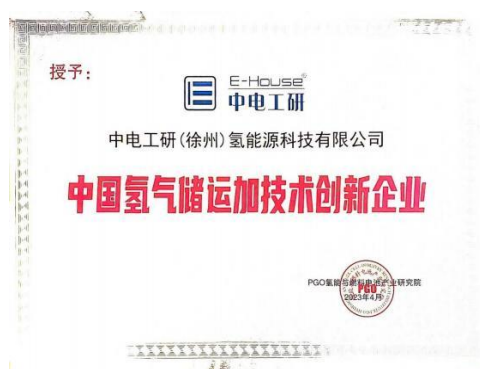 授予：
E-House®
中电工研
中电工研(徐州)氢能源科技有限公司
中国氢气储运加技术创新企业
PGO氢能与燃料电池产业研究院
PGO
2023年4月